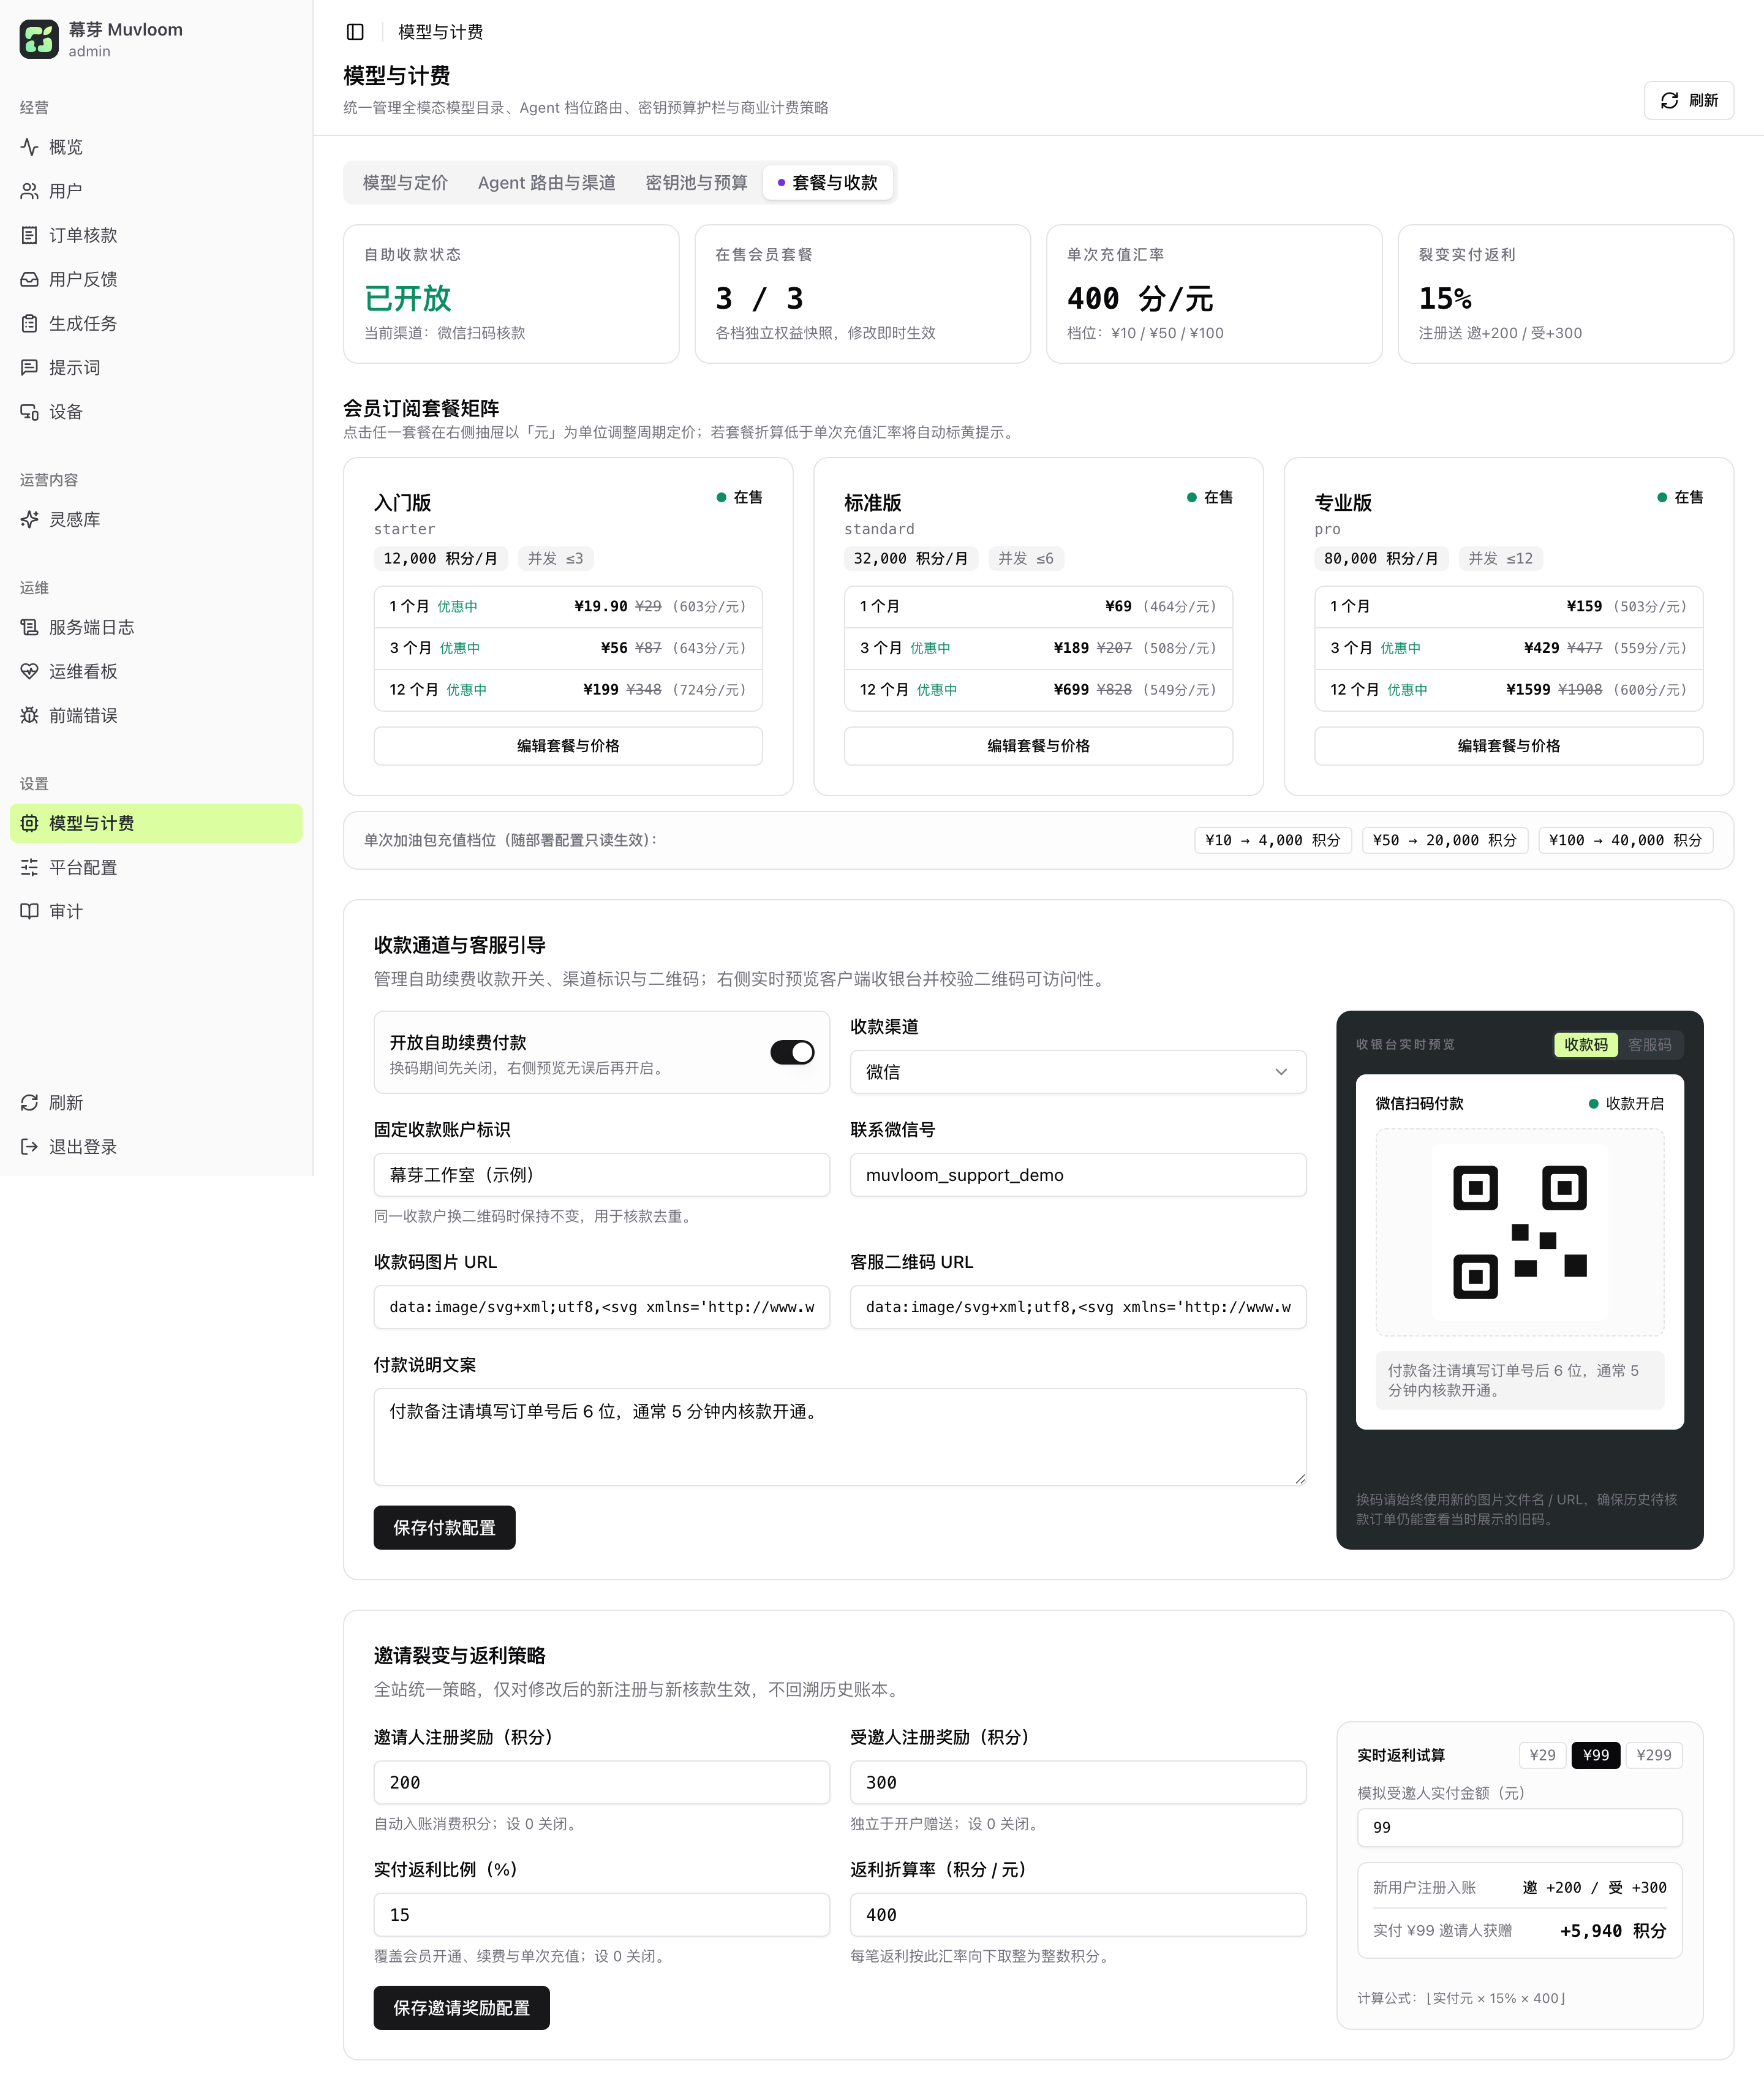 幕芽 Muvloom
admin
经营
概览
用户
订单核款
用户反馈
生成任务
提示词
设备
运营内容
灵感库
运维
服务端日志
运维看板
前端错误
设置
模型与计费
平台配置
审计
刷新
退出登录
模型与计费
模型与计费
统一管理全模态模型目录、Agent 档位路由、密钥预算护栏与商业计费策略
刷新
模型与定价 Agent 路由与渠道 密钥池与预算 套餐与收款
自助收款状态
已开放
当前渠道：微信扫码核款
在售会员套餐
3 / 3
各档独立权益快照，修改即时生效
单次充值汇率
400 分/元
档位：¥10 / ¥50 / ¥100
裂变实付返利
15%
注册送 邀+200 / 受+300
会员订阅套餐矩阵
点击任一套餐在右侧抽屉以「元」为单位调整周期定价；若套餐折算低于单次充值汇率将自动标黄提示。
入门版 在售
starter
12,000 积分/月 并发 ≤3
1 个月 优惠中 ¥19.90 ¥29 (603分/元)
3 个月 优惠中 ¥56 ¥87 (643分/元)
12 个月 优惠中 ¥199 ¥348 (724分/元)
编辑套餐与价格
标准版 在售
standard
32,000 积分/月 并发 ≤6
1 个月 ¥69 (464分/元)
3 个月 优惠中 ¥189 ¥207 (508分/元)
12 个月 优惠中 ¥699 ¥828 (549分/元)
编辑套餐与价格
专业版 在售
pro
80,000 积分/月 并发 ≤12
1 个月 ¥159 (503分/元)
3 个月 优惠中 ¥429 ¥477 (559分/元)
12 个月 优惠中 ¥1599 ¥1908 (600分/元)
编辑套餐与价格
单次加油包充值档位（随部署配置只读生效）： ¥10 → 4,000 积分 ¥50 → 20,000 积分 ¥100 → 40,000 积分
收款通道与客服引导
管理自助续费收款开关、渠道标识与二维码；右侧实时预览客户端收银台并校验二维码可访问性。
开放自助续费付款
换码期间先关闭，右侧预览无误后再开启。
收款渠道
微信
固定收款账户标识
幕芽工作室（示例）
同一收款户换二维码时保持不变，用于核款去重。
联系微信号
muvloom_support_demo
收款码图片 URL
data:image/svg+xml;utf8,<svg xmlns='http://www.w
客服二维码 URL
data:image/svg+xml;utf8,<svg xmlns='http://www.w
付款说明文案
付款备注请填写订单号后 6 位，通常 5 分钟内核款开通。
保存付款配置
收银台实时预览 收款码 客服码
微信扫码付款 收款开启
付款备注请填写订单号后 6 位，通常 5
分钟内核款开通。
换码请始终使用新的图片文件名 / URL，确保历史待核
款订单仍能查看当时展示的旧码。
邀请裂变与返利策略
全站统一策略，仅对修改后的新注册与新核款生效，不回溯历史账本。
邀请人注册奖励（积分）
200
自动入账消费积分；设 0 关闭。
受邀人注册奖励（积分）
300
独立于开户赠送；设 0 关闭。
实付返利比例（%）
15
覆盖会员开通、续费与单次充值；设 0 关闭。
返利折算率（积分 / 元）
400
每笔返利按此汇率向下取整为整数积分。
保存邀请奖励配置
实时返利试算 ¥29 ¥99 ¥299
模拟受邀人实付金额（元）
99
新用户注册入账 邀 +200 / 受 +300
实付 ¥99 邀请人获赠 +5,940 积分
计算公式：⌊实付元 × 15% × 400⌋